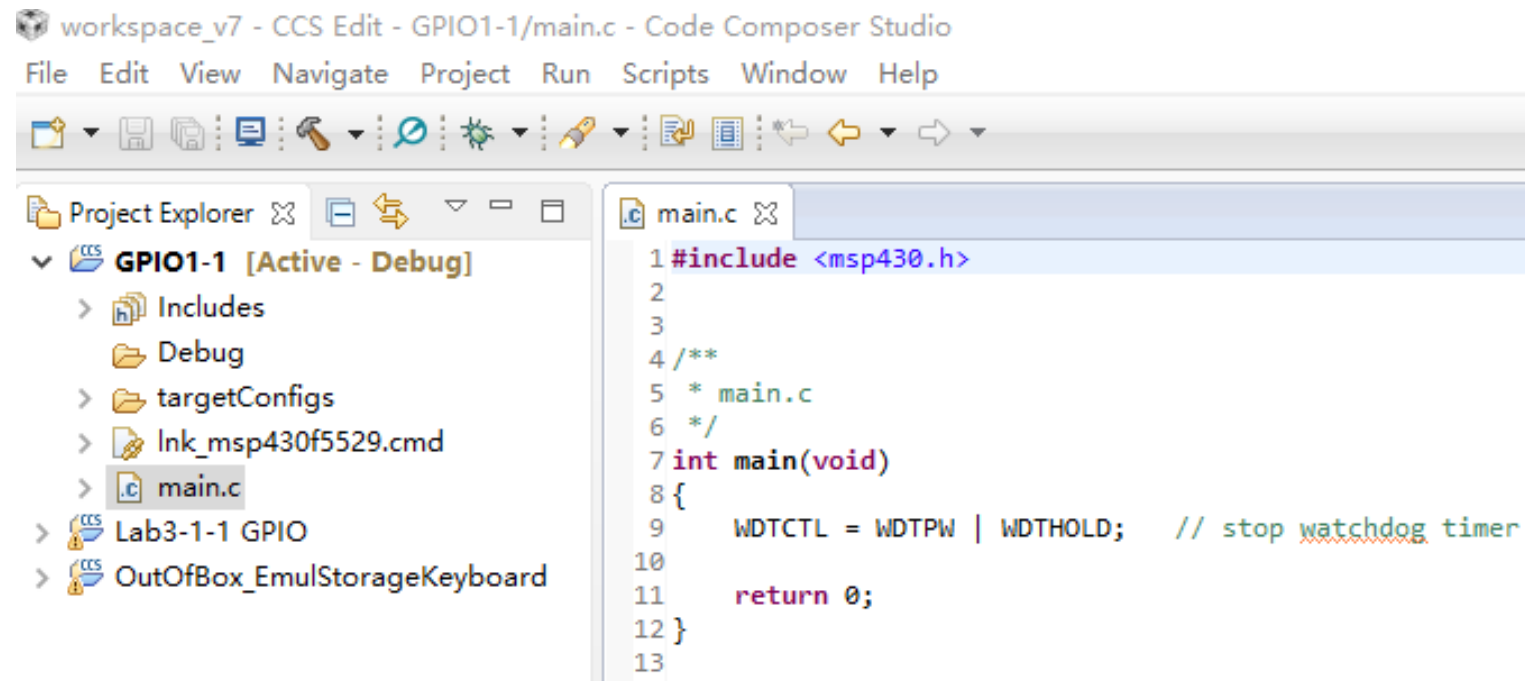 workspace_v7 - CCS Edit - GPIO1-1/main.c - Code Composer Studio
File Edit View Navigate Project Run Scripts Window Help
Project Explorer
GPIO1-1 [Active - Debug]
Includes
Debug
targetConfigs
lnk_msp430f5529.cmd
main.c
Lab3-1-1 GPIO
OutOfBox_EmulStorageKeyboard
main.c
1 #include <msp430.h>
2
3
4 /**
5  * main.c
6  */
7 int main(void)
8 {
9     WDTCTL = WDTPW | WDTHOLD;   // stop watchdog timer
10
11     return 0;
12 }
13